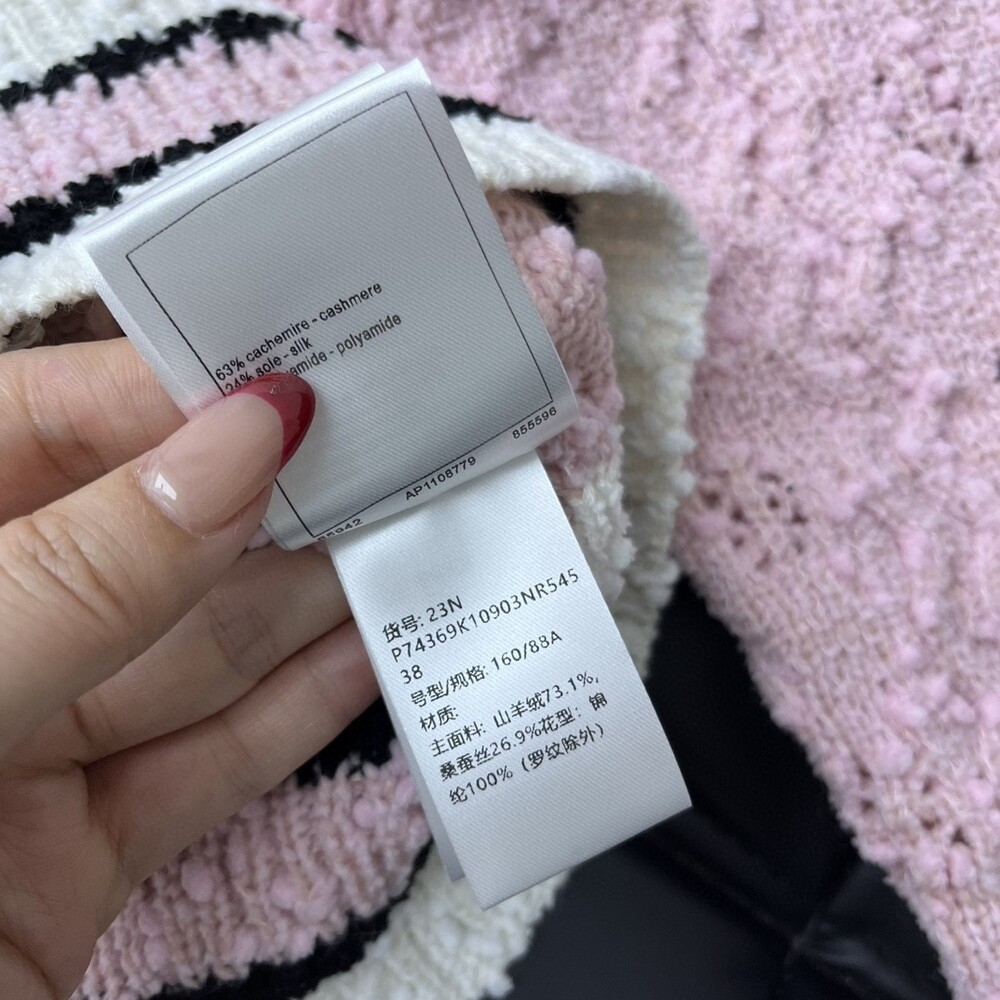 63% cachemire - cashmere
24% soie - silk
amide - polyamide
85942 AP1108779 855596
货号: 23N
P74369K10903NR545
38
号型/规格: 160/88A
材质:
主面料: 山羊绒73.1%,
桑蚕丝26.9%花型: 锦
纶100% (罗纹除外)